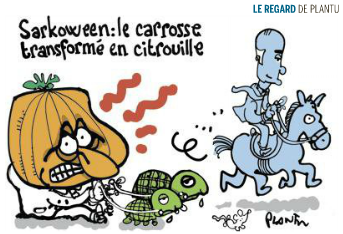 LE REGARD DE PLANTU
Sarkoween: le carrosse
transformé en citrouille
PLANTU